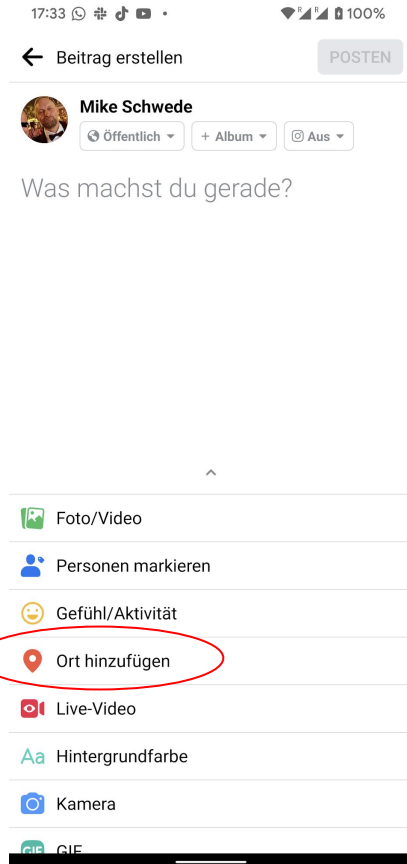 17:33 100%
Beitrag erstellen POSTEN
Mike Schwede
Öffentlich + Album Aus
Was machst du gerade?
Foto/Video
Personen markieren
Gefühl/Aktivität
Ort hinzufügen
Live-Video
Aa Hintergrundfarbe
Kamera
GIF GIF